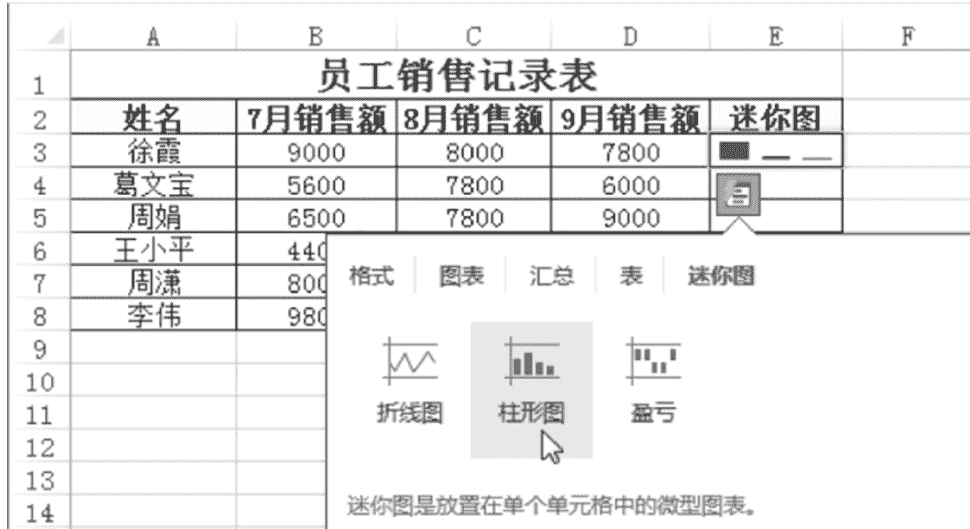 A B C D E F
1 员工销售记录表
2 姓名 7月销售额 8月销售额 9月销售额 迷你图
3 徐霞 9000 8000 7800
4 葛文宝 5600 7800 6000
5 周娟 6500 7800 9000
6 王小平 440
7 周潇 800
8 李伟 980
9
10
11
12
13
14
格式 图表 汇总 表 迷你图
折线图 柱形图 盈亏
迷你图是放置在单个单元格中的微型图表。